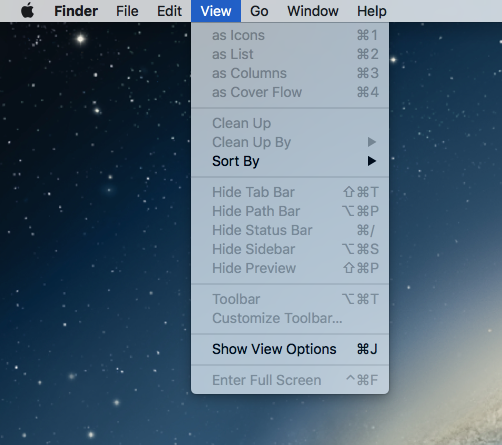 Finder File Edit View Go Window Help
as Icons ⌘1
as List ⌘2
as Columns ⌘3
as Cover Flow ⌘4
Clean Up
Clean Up By ▶
Sort By ▶
Hide Tab Bar ⇧⌘T
Hide Path Bar ⌥⌘P
Hide Status Bar ⌘/
Hide Sidebar ⌥⌘S
Hide Preview ⇧⌘P
Toolbar ⌥⌘T
Customize Toolbar...
Show View Options ⌘J
Enter Full Screen ^⌘F